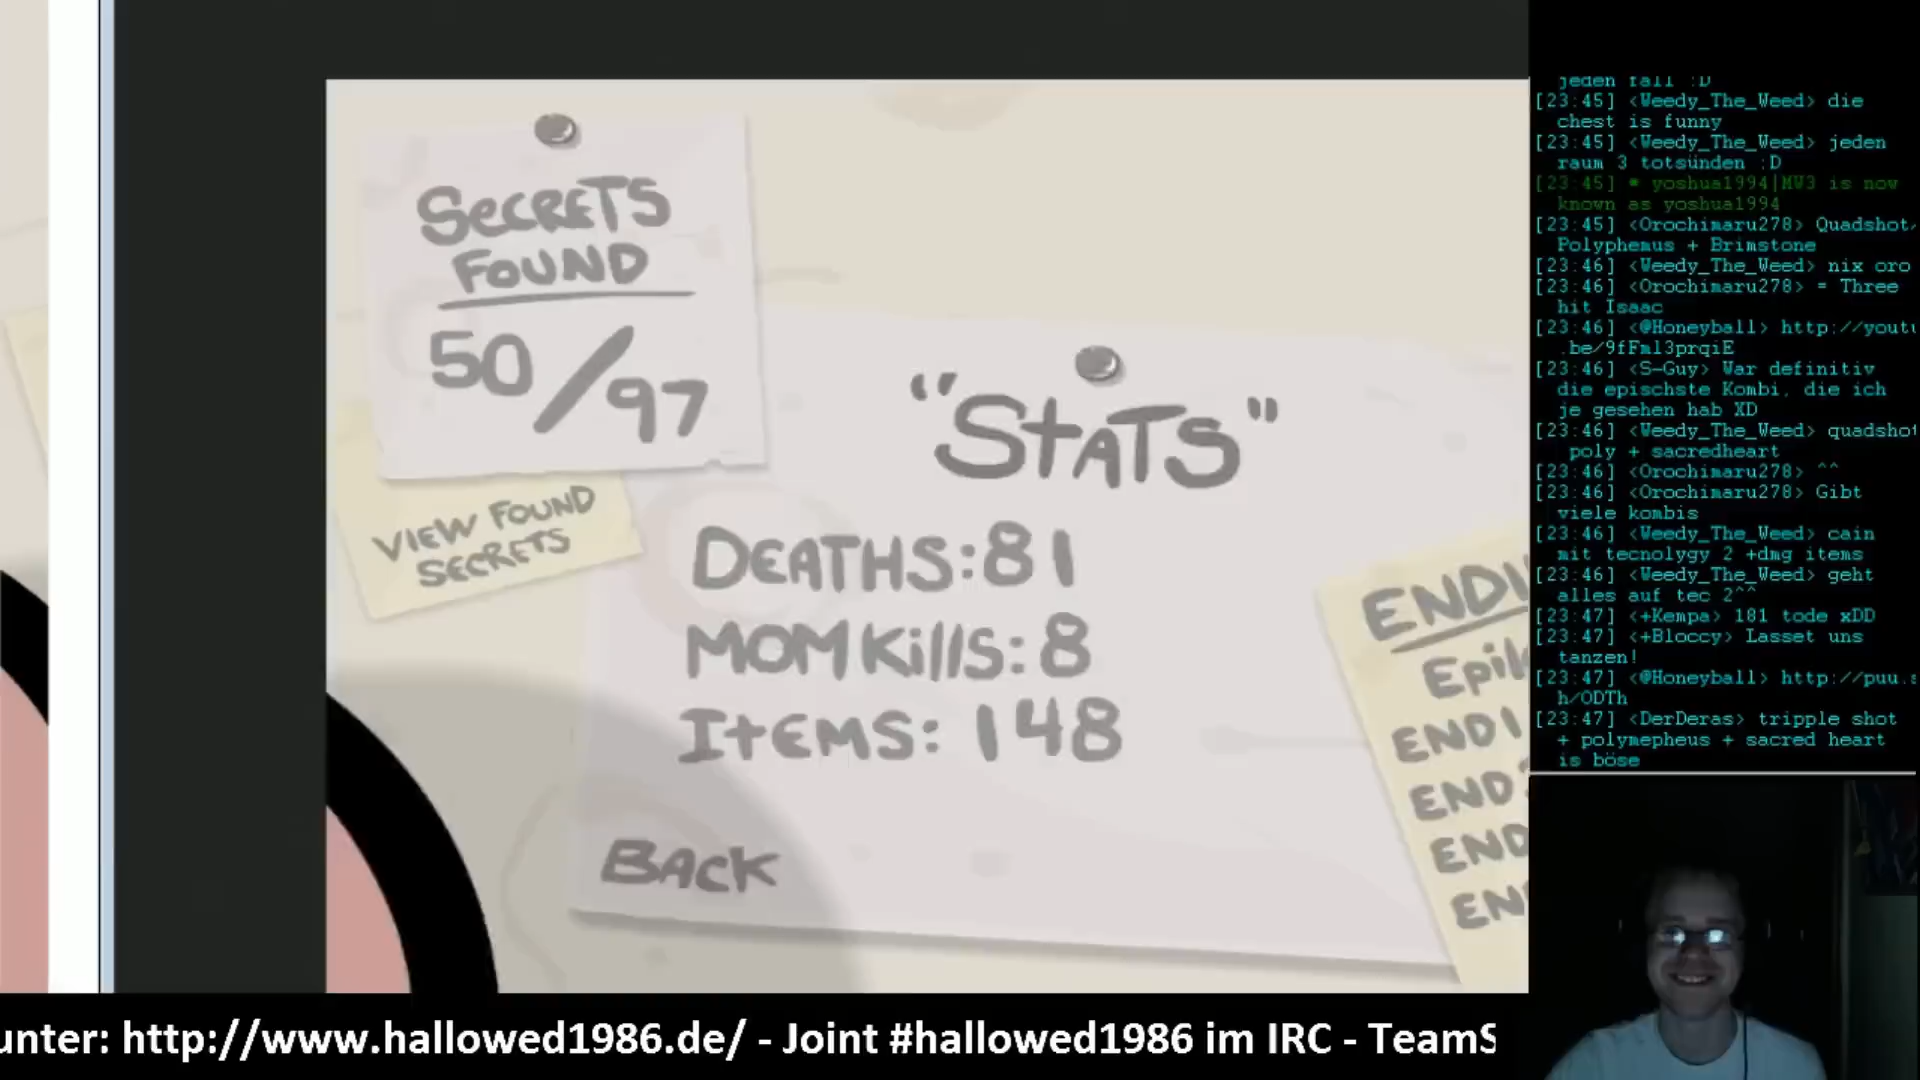 SECRETS
FOUND
50/97
VIEW FOUND
SECRETS
"STATS"
DEATHS:81
MOM Kills:8
ITEMS: 148
BACK
END1
END
jeden fall :D
[23:45] <Weedy_The_Weed> die
chest is funny
[23:45] <Weedy_The_Weed> jeden
raum 3 totsünden :D
[23:45] * yoshua1994|MW3 is now
known as yoshua1994
[23:45] <Orochimaru278> Quadshot,
Polyphemus + Brimstone
[23:46] <Weedy_The_Weed> nix oro
[23:46] <Orochimaru278> = Three
hit Isaac
[23:46] <@Honeyball> http://youtu
.be/9fFml3prqiE
[23:46] <S-Guy> War definitiv
die epischste Kombi, die ich
je gesehen hab XD
[23:46] <Weedy_The_Weed> quadshot
poly + sacredheart
[23:46] <Orochimaru278> ^^
[23:46] <Orochimaru278> Gibt
viele kombis
[23:46] <Weedy_The_Weed> cain
mit tecnolygy 2 +dmg items
[23:46] <Weedy_The_Weed> geht
alles auf tec 2^^
[23:47] <+Kempa> 181 tode xDD
[23:47] <+Bloccy> Lasset uns
tanzen!
[23:47] <@Honeyball> http://puu.s
h/ODTh
[23:47] <DerDeras> tripple shot
+ polymepheus + sacred heart
is böse
unter: http://www.hallowed1986.de/ - Joint #hallowed1986 im IRC - TeamS